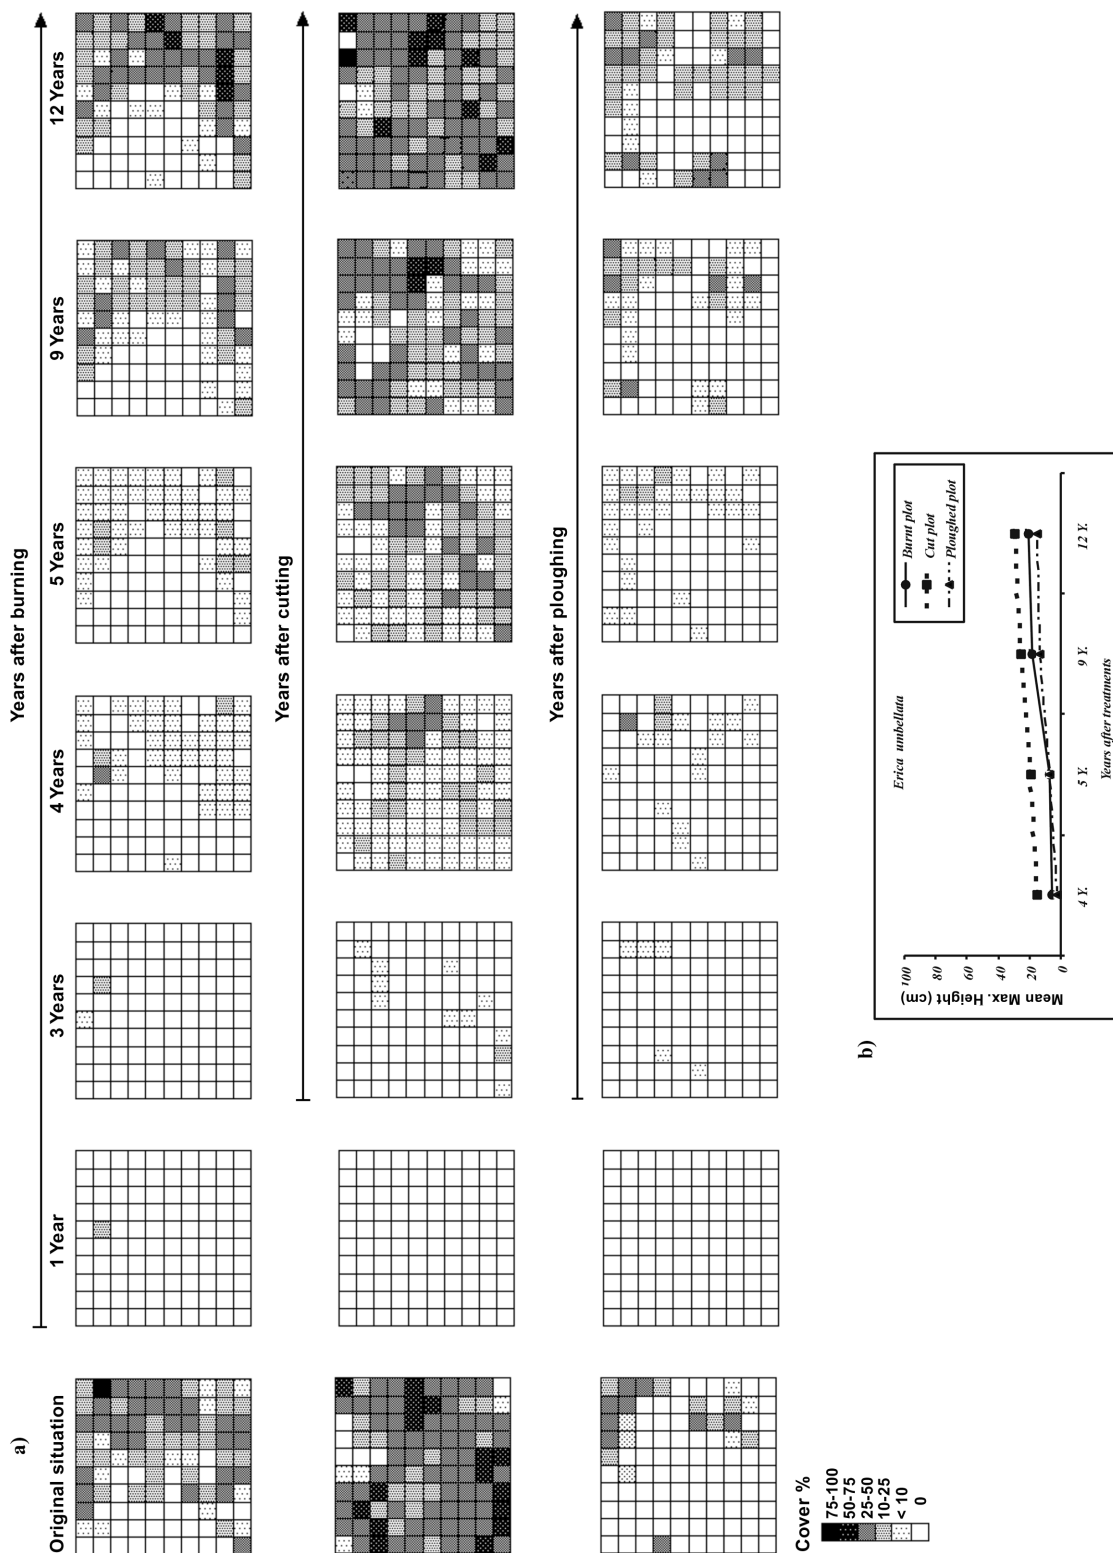 a)
Years after burning
Original situation
1 Year
3 Years
4 Years
5 Years
9 Years
12 Years
Years after cutting
Years after ploughing
Cover %
75-100
50-75
25-50
10-25
< 10
0
b)
Erica umbellata
Burnt plot
Cut plot
Ploughed plot
Mean Max. Height (cm)
100
80
60
40
20
0
4 Y.
5 Y.
9 Y.
12 Y.
Years after treatments